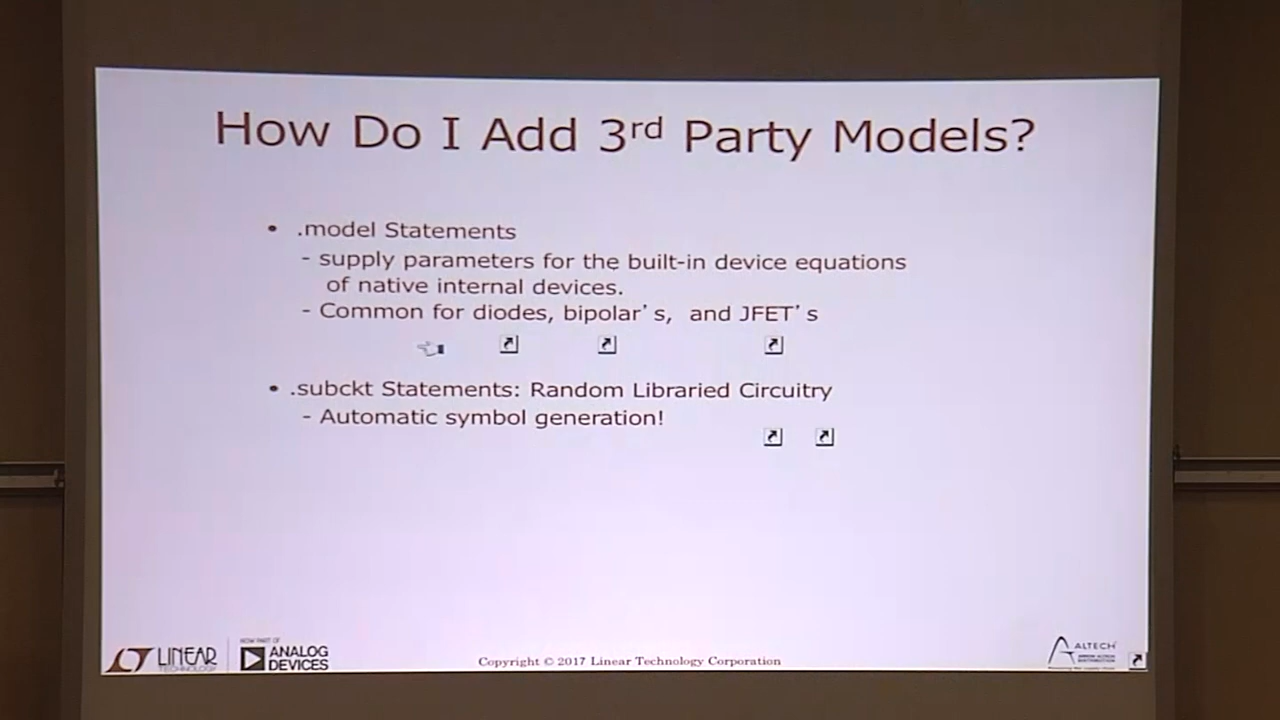 How Do I Add 3rd Party Models?
• .model Statements
- supply parameters for the built-in device equations
of native internal devices.
- Common for diodes, bipolar's, and JFET's
• .subckt Statements: Random Libraried Circuitry
- Automatic symbol generation!
LINEAR
TECHNOLOGY
NOW PART OF
ANALOG
DEVICES
Copyright © 2017 Linear Technology Corporation
ALTECH